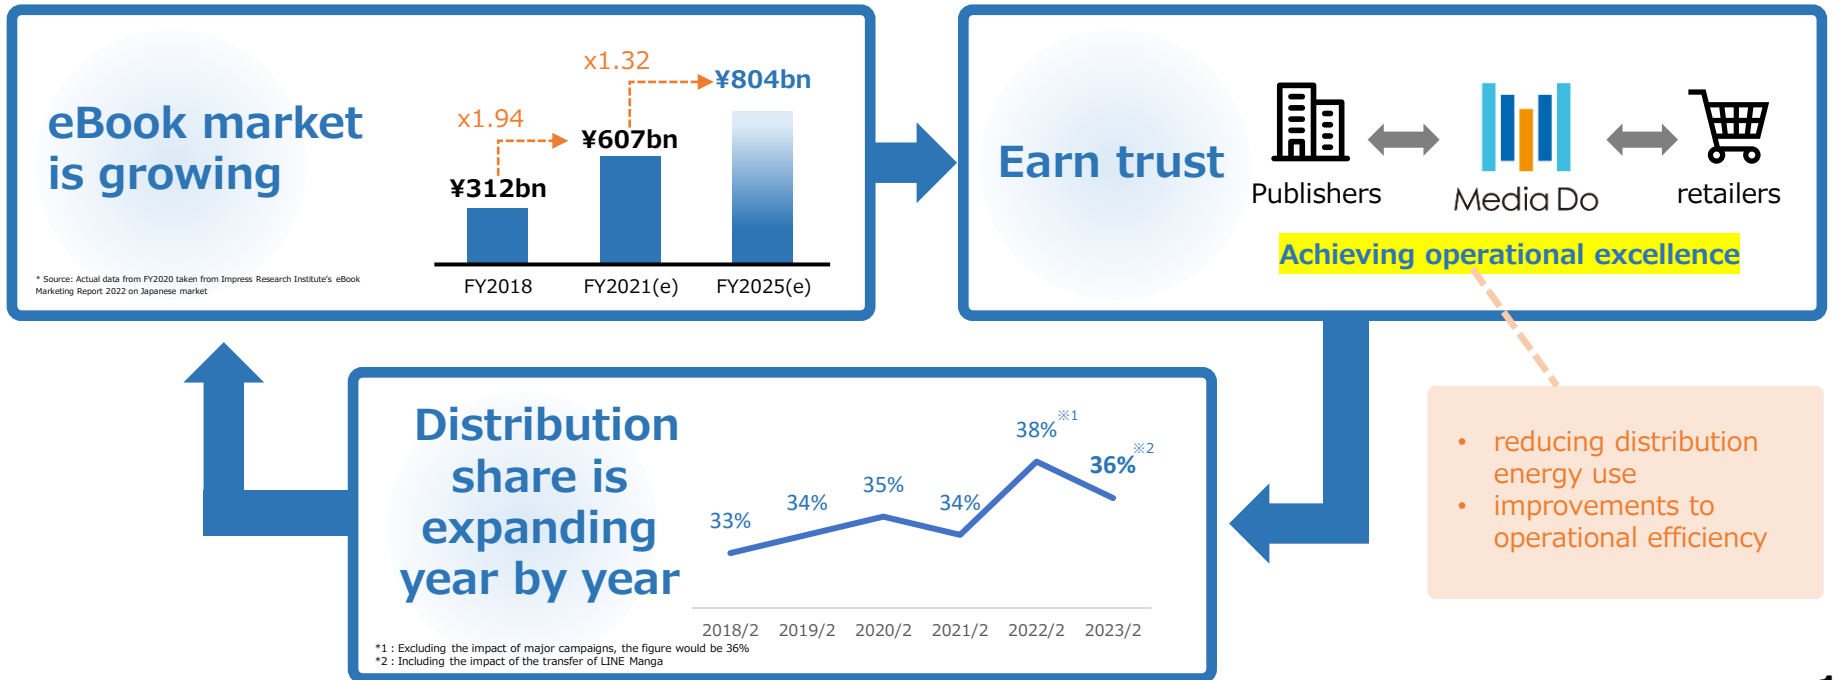 eBook market
is growing
x1.94
x1.32
¥312bn
¥607bn
¥804bn
FY2018
FY2021(e)
FY2025(e)
* Source: Actual data from FY2020 taken from Impress Research Institute's eBook
Marketing Report 2022 on Japanese market
Earn trust
Publishers
Media Do
retailers
Achieving operational excellence
• reducing distribution
energy use
• improvements to
operational efficiency
Distribution
share is
expanding
year by year
33%
34%
35%
34%
38%※1
36%※2
2018/2
2019/2
2020/2
2021/2
2022/2
2023/2
*1 : Excluding the impact of major campaigns, the figure would be 36%
*2 : Including the impact of the transfer of LINE Manga